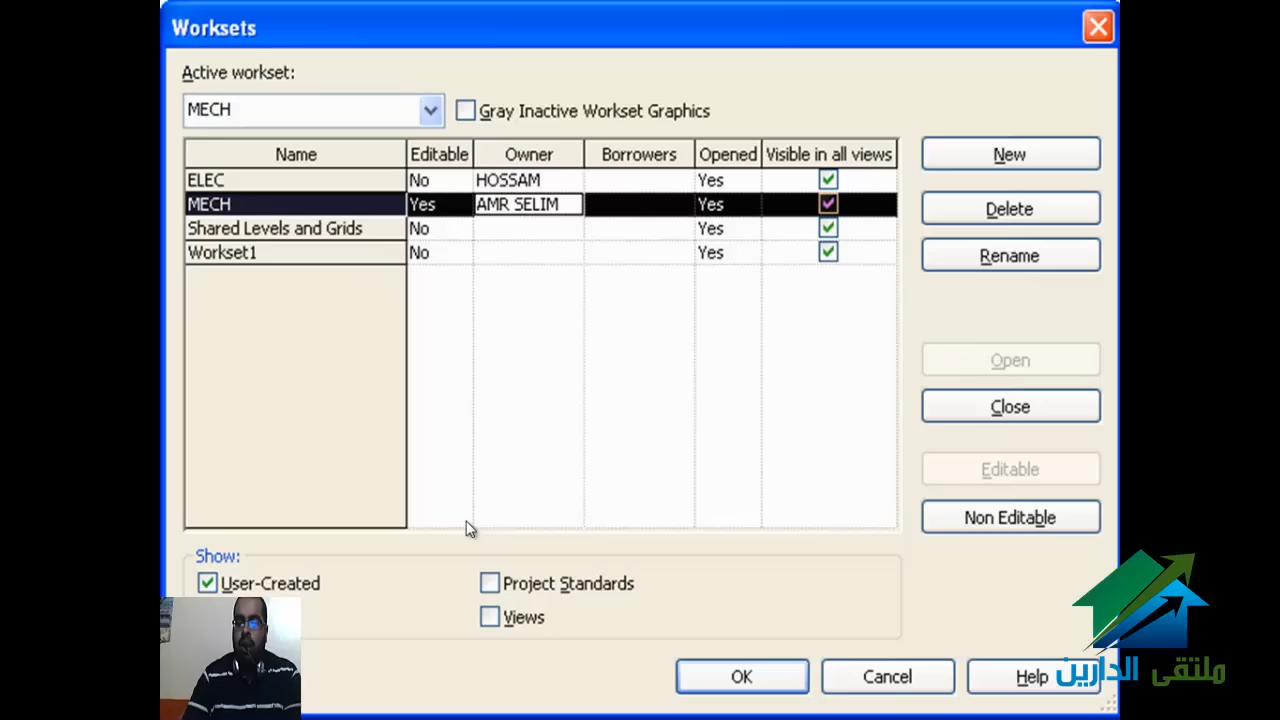 Worksets
Active workset:
MECH
Gray Inactive Workset Graphics
Name Editable Owner Borrowers Opened Visible in all views
ELEC No HOSSAM Yes
MECH Yes AMR SELIM Yes
Shared Levels and Grids No Yes
Workset1 No Yes
New
Delete
Rename
Open
Close
Editable
Non Editable
Show:
User-Created
Project Standards
Views
OK Cancel Help
ملتقى الدارين